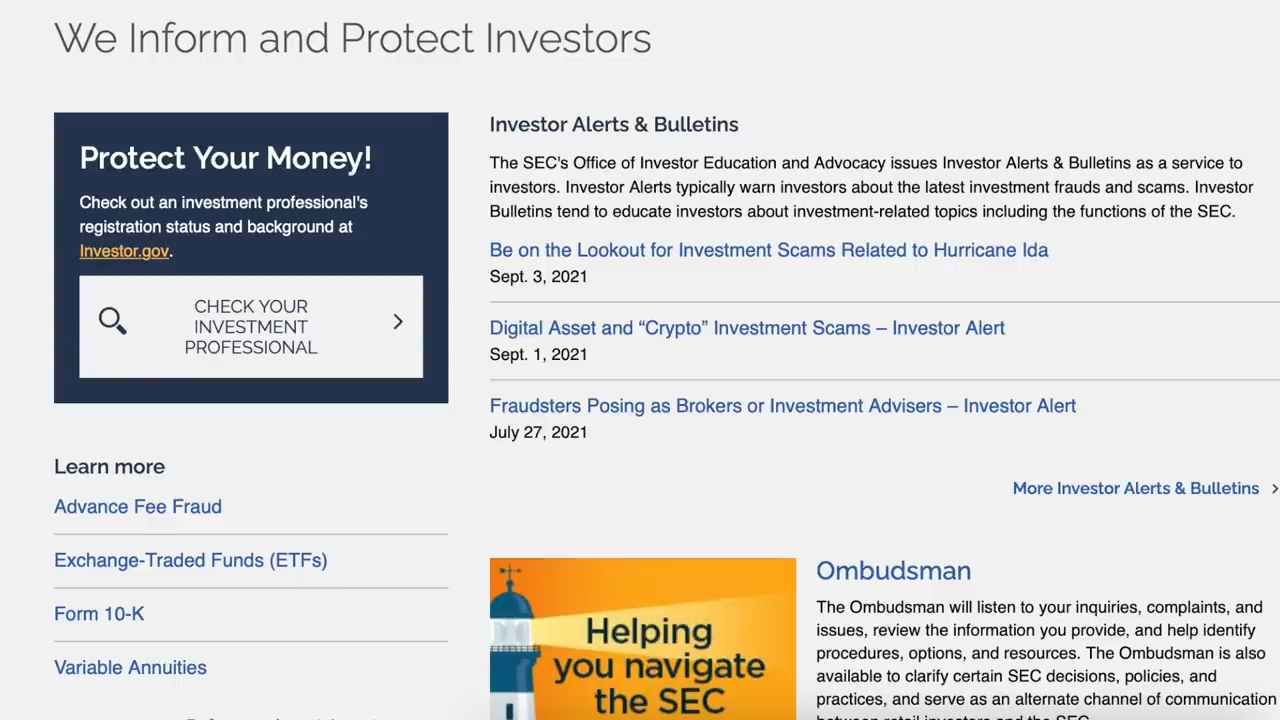 We Inform and Protect Investors
Protect Your Money!
Check out an investment professional's
registration status and background at
Investor.gov.
CHECK YOUR
INVESTMENT
PROFESSIONAL
Learn more
Advance Fee Fraud
Exchange-Traded Funds (ETFs)
Form 10-K
Variable Annuities
Investor Alerts & Bulletins
The SEC's Office of Investor Education and Advocacy issues Investor Alerts & Bulletins as a service to
investors. Investor Alerts typically warn investors about the latest investment frauds and scams. Investor
Bulletins tend to educate investors about investment-related topics including the functions of the SEC.
Be on the Lookout for Investment Scams Related to Hurricane Ida
Sept. 3, 2021
Digital Asset and “Crypto” Investment Scams – Investor Alert
Sept. 1, 2021
Fraudsters Posing as Brokers or Investment Advisers – Investor Alert
July 27, 2021
More Investor Alerts & Bulletins
Helping
you navigate
the SEC
Ombudsman
The Ombudsman will listen to your inquiries, complaints, and
issues, review the information you provide, and help identify
procedures, options, and resources. The Ombudsman is also
available to clarify certain SEC decisions, policies, and
practices, and serve as an alternate channel of communication
between retail investors and the SEC.